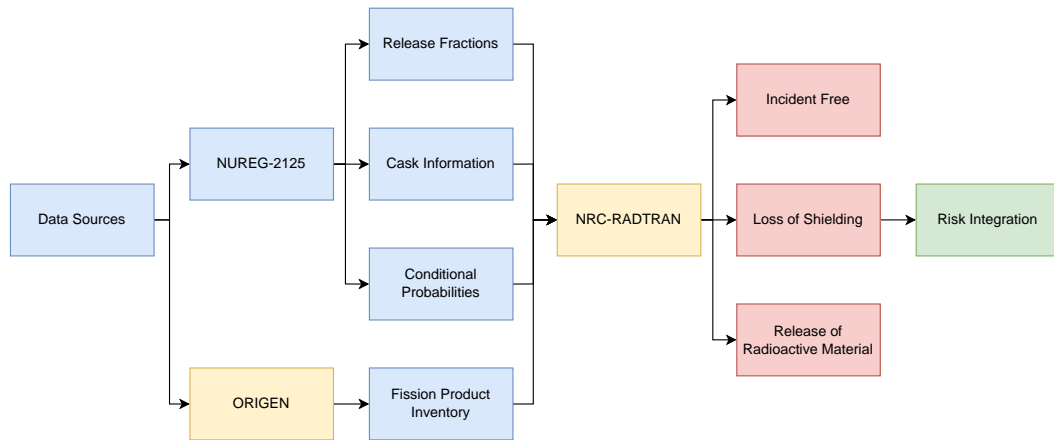 Data Sources
NUREG-2125
ORIGEN
Release Fractions
Cask Information
Conditional
Probabilities
Fission Product
Inventory
NRC-RADTRAN
Incident Free
Loss of Shielding
Release of
Radioactive Material
Risk Integration